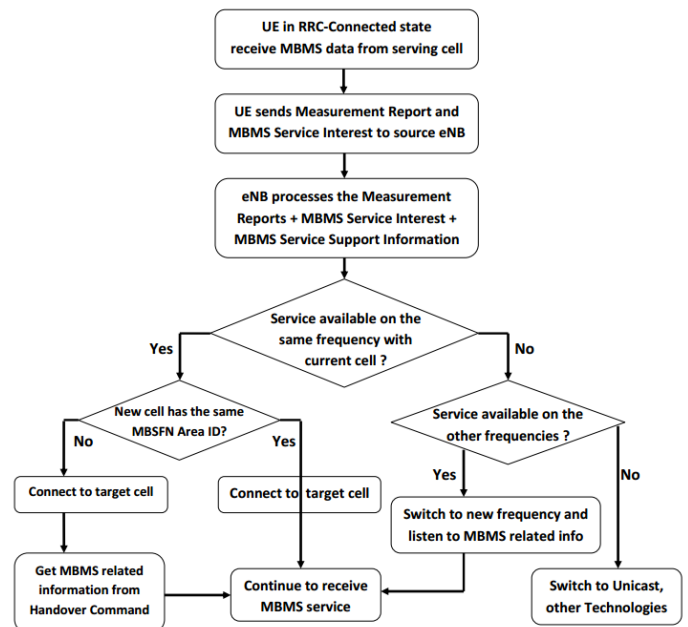 UE in RRC-Connected state
receive MBMS data from serving cell
UE sends Measurement Report and
MBMS Service Interest to source eNB
eNB processes the Measurement
Reports + MBMS Service Interest +
MBMS Service Support Information
Service available on the
same frequency with
current cell ?
Yes
No
New cell has the same
MBSFN Area ID?
Service available on the
other frequencies ?
No
Yes
Yes
No
Connect to target cell
Connect to target cell
Switch to new frequency and
listen to MBMS related info
Get MBMS related
information from
Handover Command
Continue to receive
MBMS service
Switch to Unicast,
other Technologies